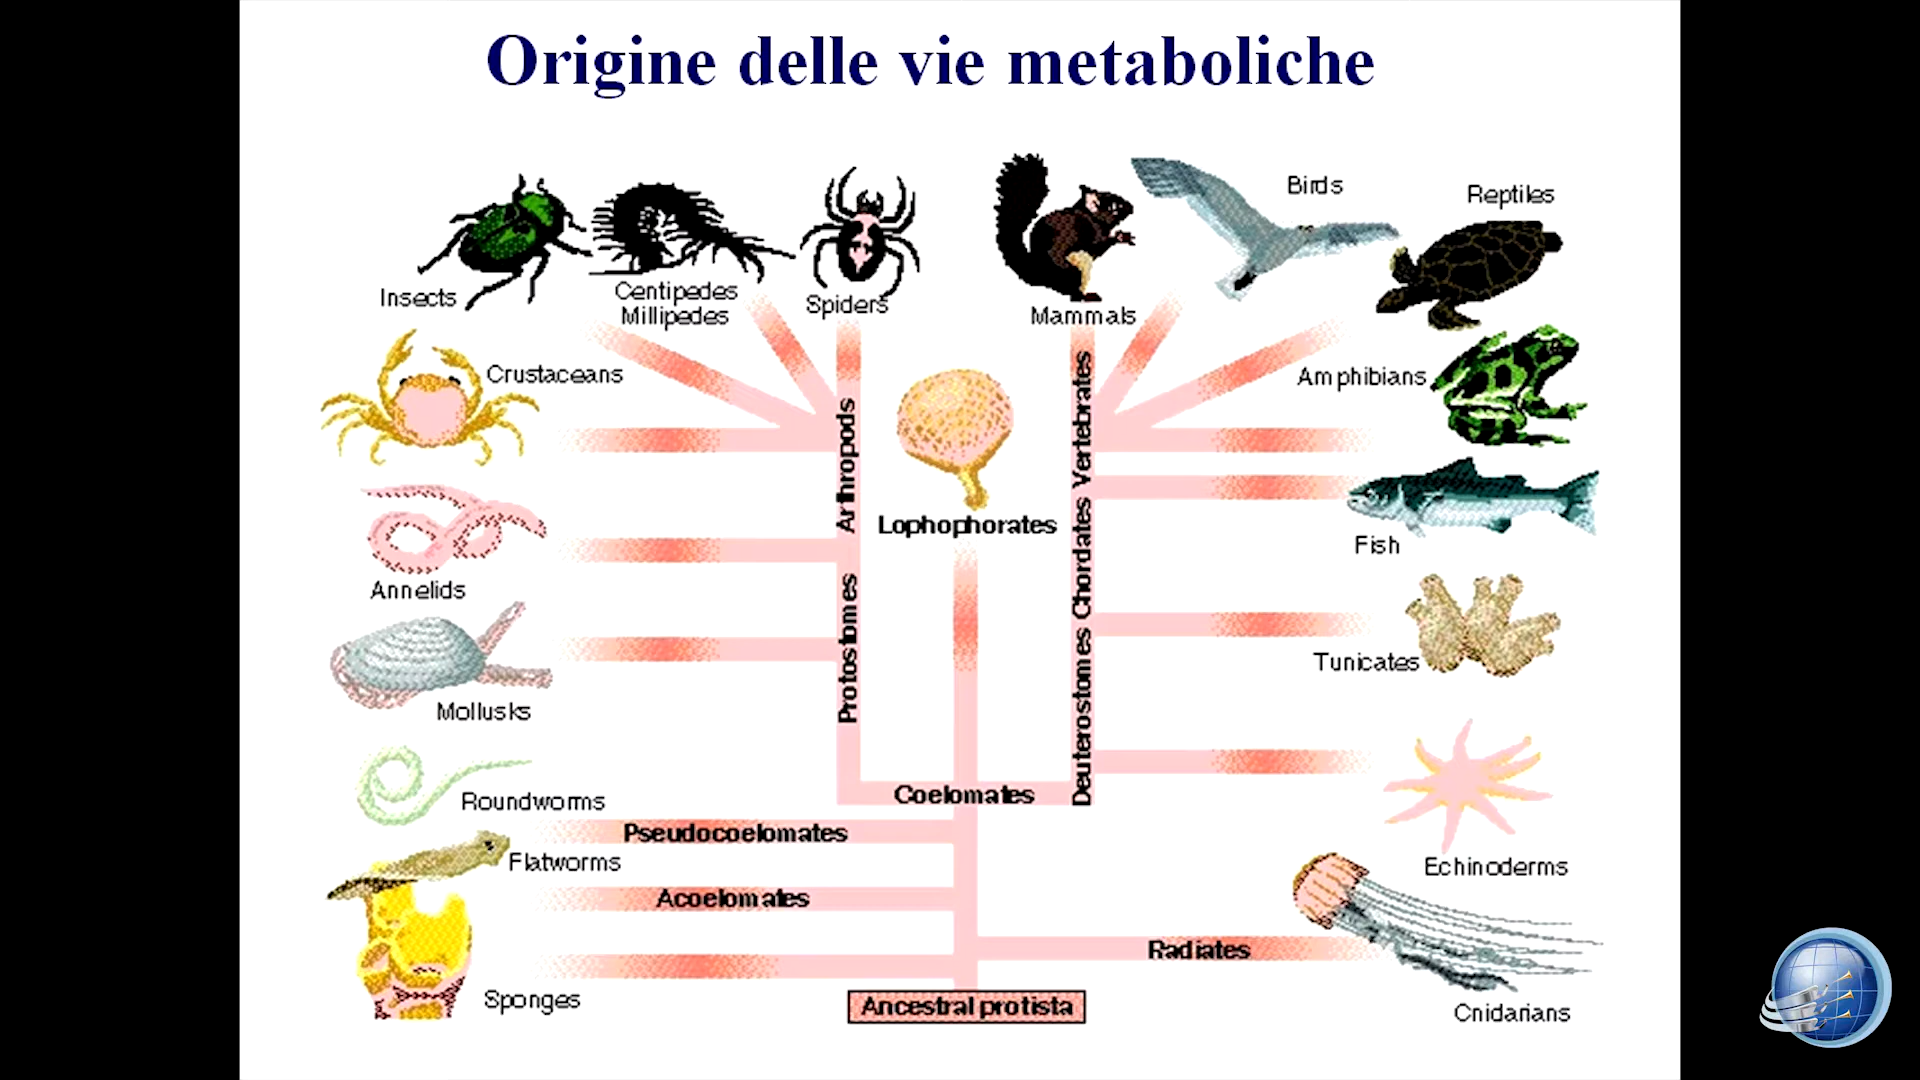 Origine delle vie metaboliche
Birds
Reptiles
Insects
Centipedes
Millipedes
Spiders
Mammals
Crustaceans
Amphibians
Arthropods
Vertebrates
Lophophorates
Fish
Annelids
Chordates
Protostomes
Tunicates
Mollusks
Deuterostomes
Roundworms
Coelomates
Pseudocoelomates
Flatworms
Echinoderms
Acoelomates
Radiates
Sponges
Ancestral protista
Cnidarians